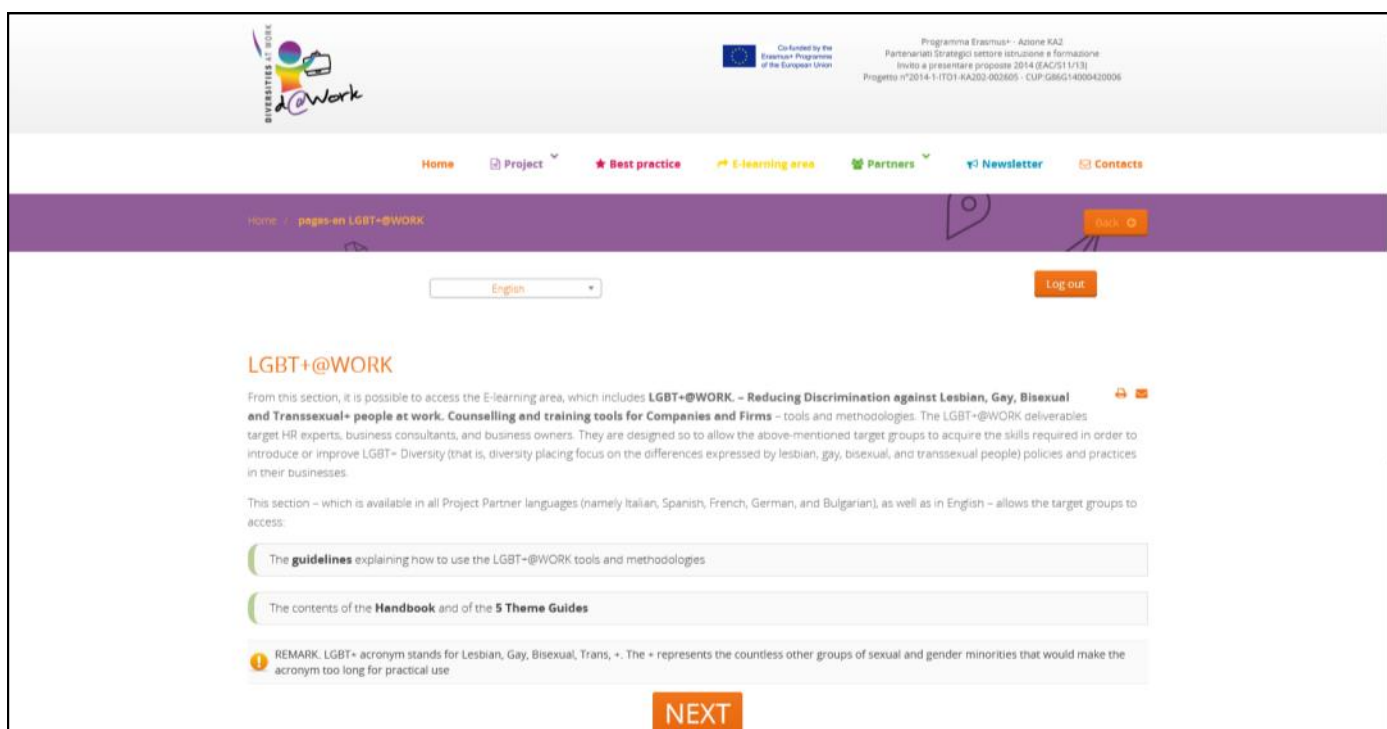 DIVERSITIES AT WORK
d@Work
Co-funded by the
Erasmus+ Programme
of the European Union
Programma Erasmus+ - Azione KA2
Partenariati Strategici settore istruzione e formazione
Invito a presentare proposte 2014 (EAC/S11/13)
Progetto n°2014-1-IT01-KA202-002605 - CUP:G86G14000420006
Home Project Best practice E-learning area Partners Newsletter Contacts
Home / pages-en LGBT+@WORK
Back
English
Log out
LGBT+@WORK
From this section, it is possible to access the E-learning area, which includes LGBT+@WORK. – Reducing Discrimination against Lesbian, Gay, Bisexual
and Transsexual+ people at work. Counselling and training tools for Companies and Firms – tools and methodologies. The LGBT+@WORK deliverables
target HR experts, business consultants, and business owners. They are designed so to allow the above-mentioned target groups to acquire the skills required in order to
introduce or improve LGBT+ Diversity (that is, diversity placing focus on the differences expressed by lesbian, gay, bisexual, and transsexual people) policies and practices
in their businesses.
This section – which is available in all Project Partner languages (namely Italian, Spanish, French, German, and Bulgarian), as well as in English – allows the target groups to
access:
The guidelines explaining how to use the LGBT+@WORK tools and methodologies
The contents of the Handbook and of the 5 Theme Guides
REMARK. LGBT+ acronym stands for Lesbian, Gay, Bisexual, Trans, +. The + represents the countless other groups of sexual and gender minorities that would make the
acronym too long for practical use
NEXT